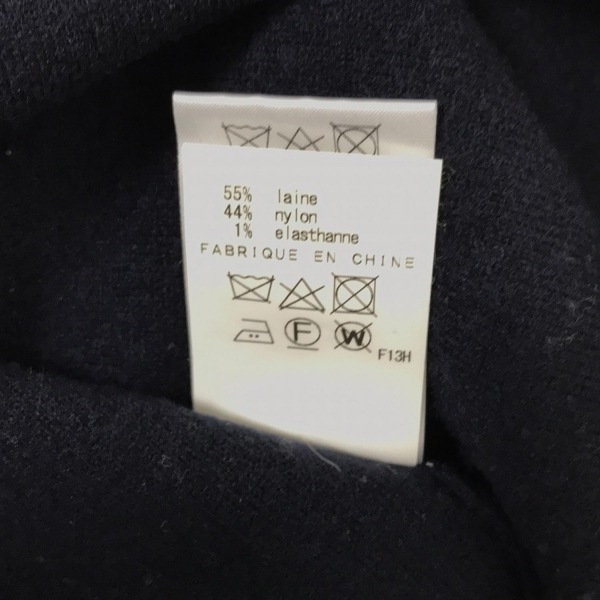 55% laine
44% nylon
1% elasthanne
FABRIQUE EN CHINE
F W
F13H